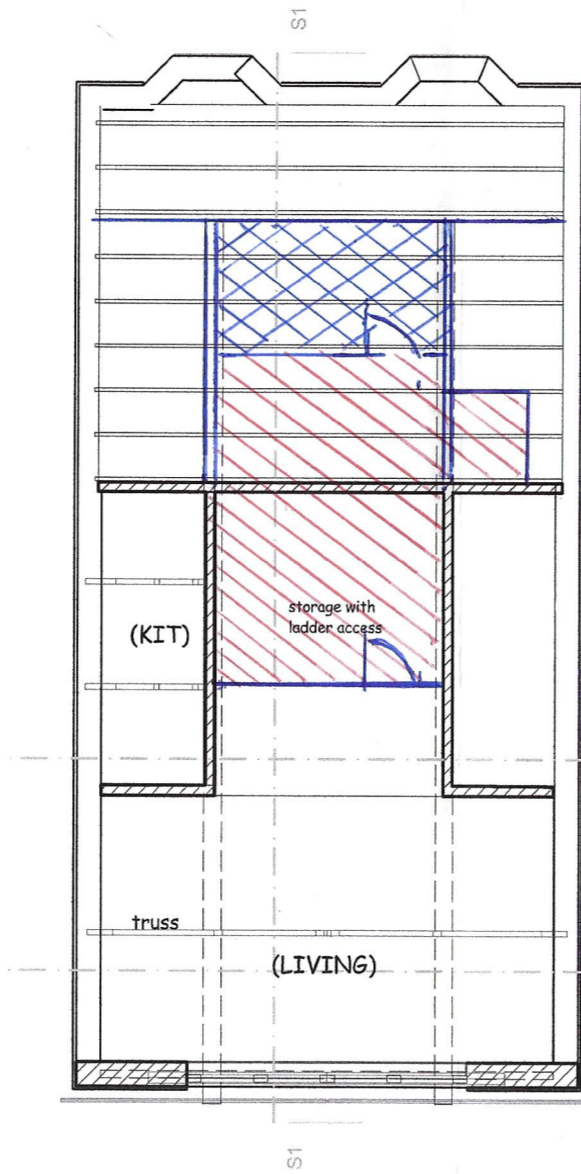 S1
storage with
ladder access
(KIT)
truss
(LIVING)
S1